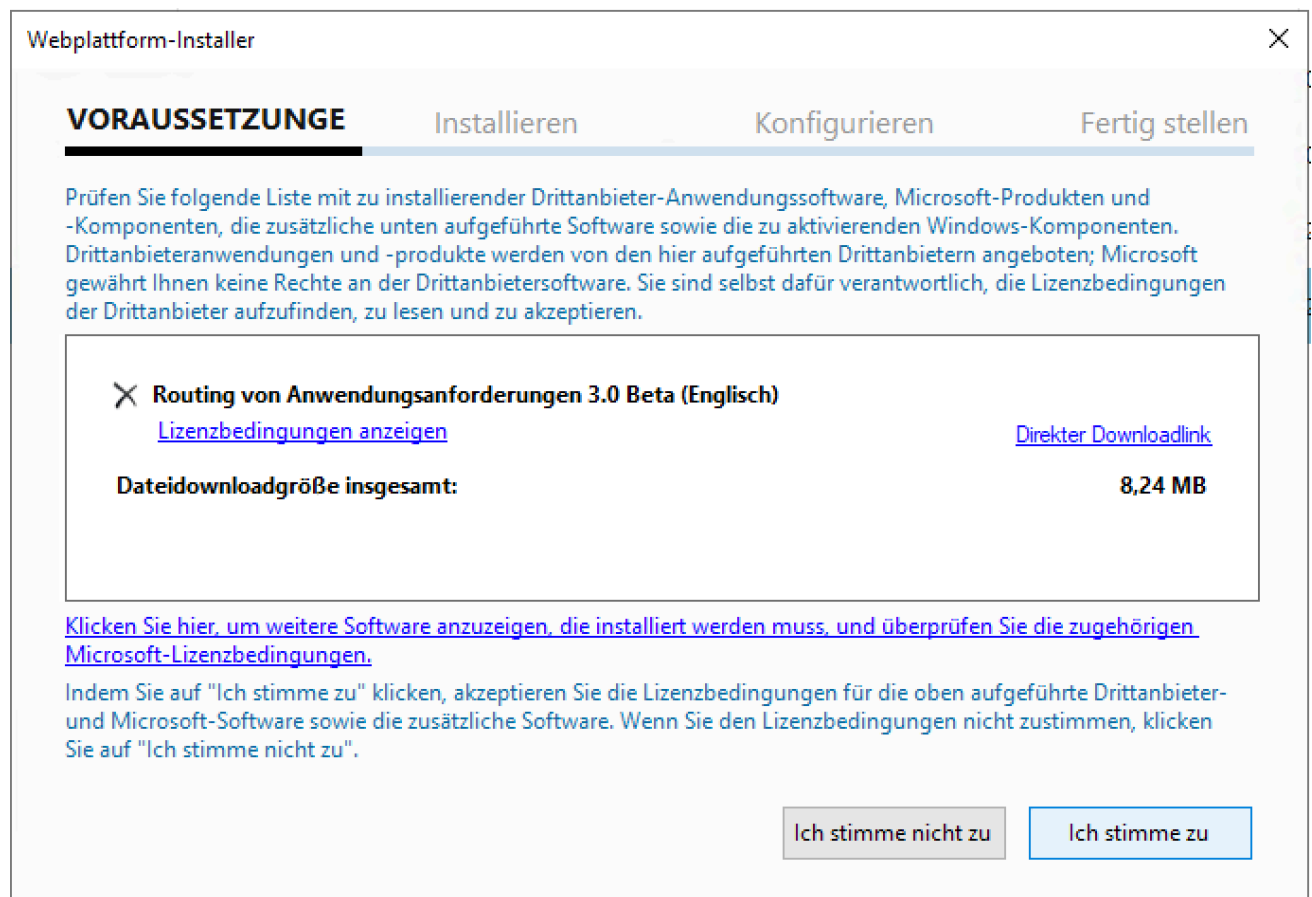 Webplattform-Installer
VORAUSSETZUNGE
Installieren
Konfigurieren
Fertig stellen
Prüfen Sie folgende Liste mit zu installierender Drittanbieter-Anwendungssoftware, Microsoft-Produkten und
-Komponenten, die zusätzliche unten aufgeführte Software sowie die zu aktivierenden Windows-Komponenten.
Drittanbieteranwendungen und -produkte werden von den hier aufgeführten Drittanbietern angeboten; Microsoft
gewährt Ihnen keine Rechte an der Drittanbietersoftware. Sie sind selbst dafür verantwortlich, die Lizenzbedingungen
der Drittanbieter aufzufinden, zu lesen und zu akzeptieren.
Routing von Anwendungsanforderungen 3.0 Beta (Englisch)
Lizenzbedingungen anzeigen
Direkter Downloadlink
Dateidownloadgröße insgesamt:
8,24 MB
Klicken Sie hier, um weitere Software anzuzeigen, die installiert werden muss, und überprüfen Sie die zugehörigen
Microsoft-Lizenzbedingungen.
Indem Sie auf "Ich stimme zu" klicken, akzeptieren Sie die Lizenzbedingungen für die oben aufgeführte Drittanbieter-
und Microsoft-Software sowie die zusätzliche Software. Wenn Sie den Lizenzbedingungen nicht zustimmen, klicken
Sie auf "Ich stimme nicht zu".
Ich stimme nicht zu
Ich stimme zu